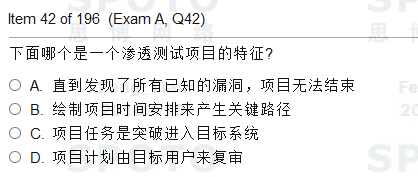 Item 42 of 196 (Exam A, Q42)
下面哪个是一个渗透测试项目的特征?
A. 直到发现了所有已知的漏洞，项目无法结束
B. 绘制项目时间安排来产生关键路径
C. 项目任务是突破进入目标系统
D. 项目计划由目标用户来复审